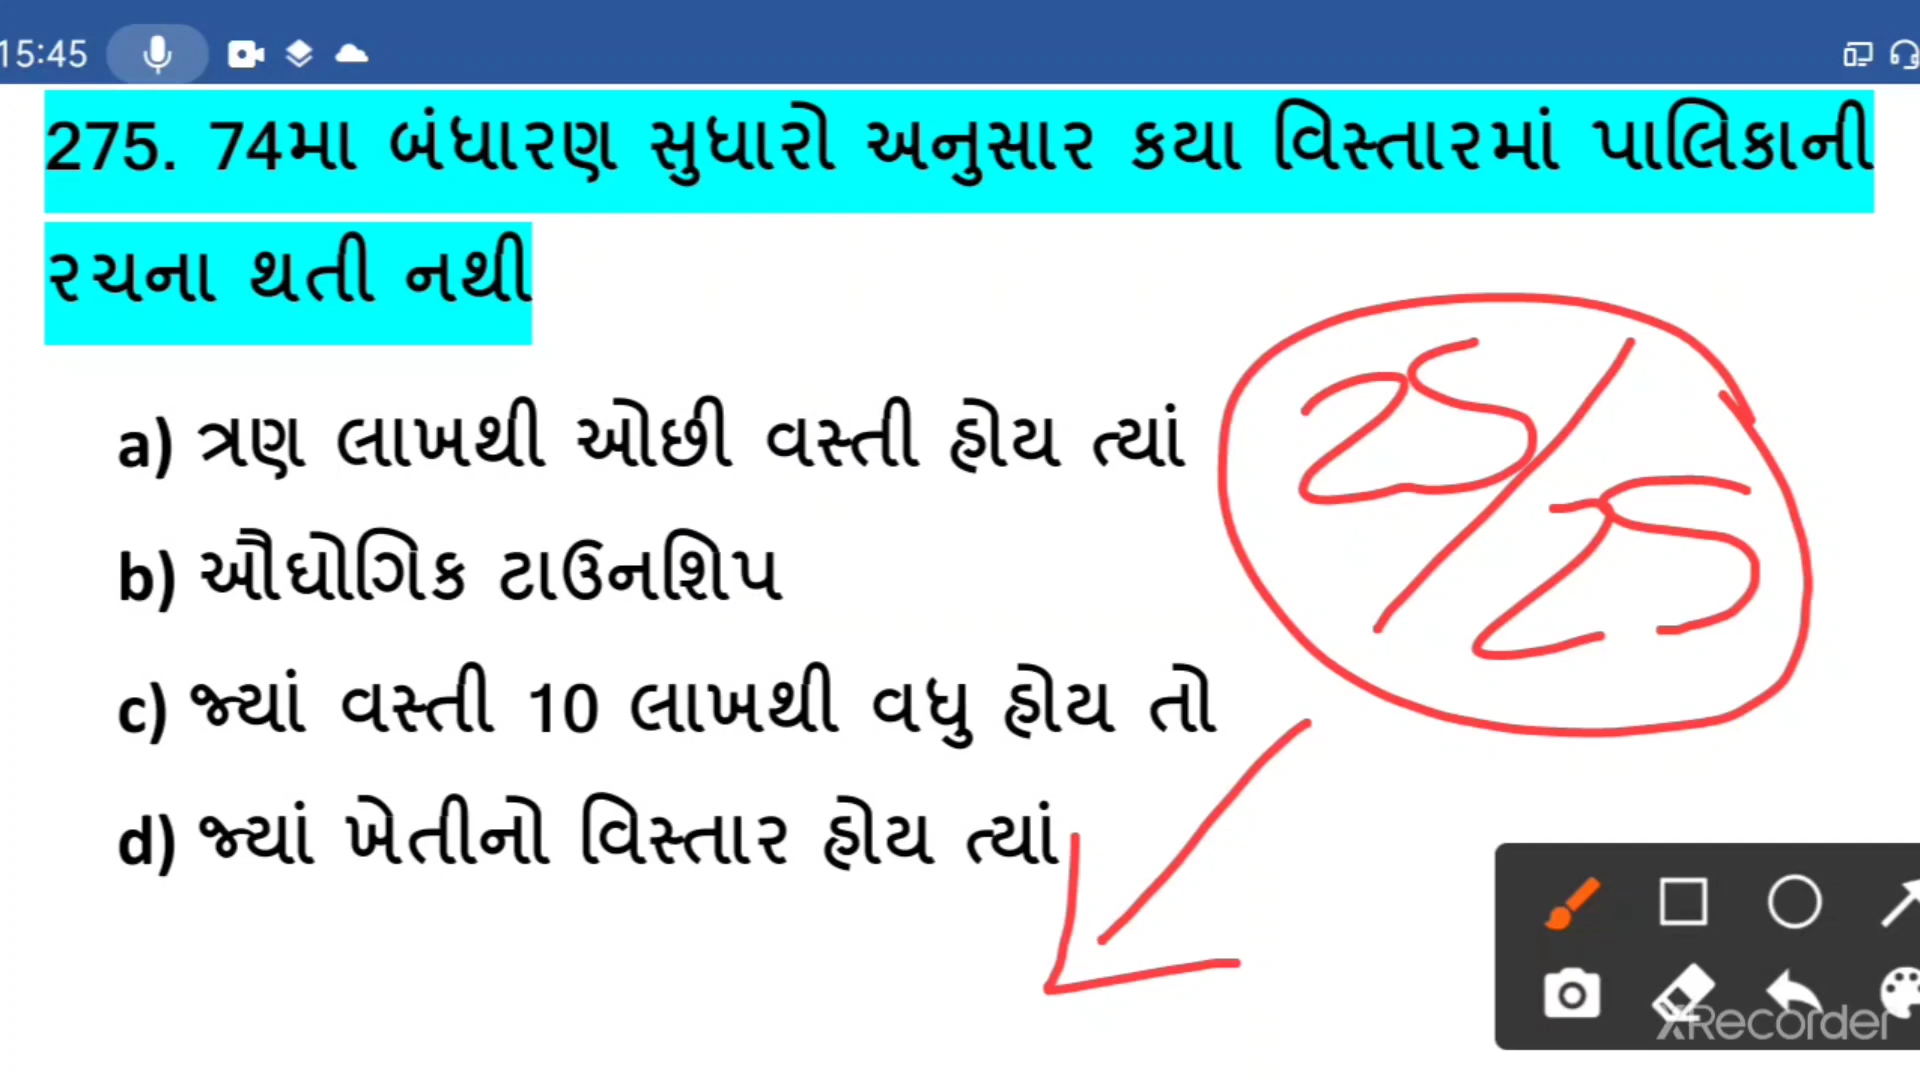 15:45
275. 74મા બંધારણ સુધારો અનુસાર કયા વિસ્તારમાં પાલિકાની
રચના થતી નથી
a) ત્રણ લાખથી ઓછી વસ્તી હોય ત્યાં
b) ઔઘોગિક ટાઉનશિપ
c) જ્યાં વસ્તી 10 લાખથી વધુ હોય તો
d) જ્યાં ખેતીનો વિસ્તાર હોય ત્યાં
25/25
XRecorder